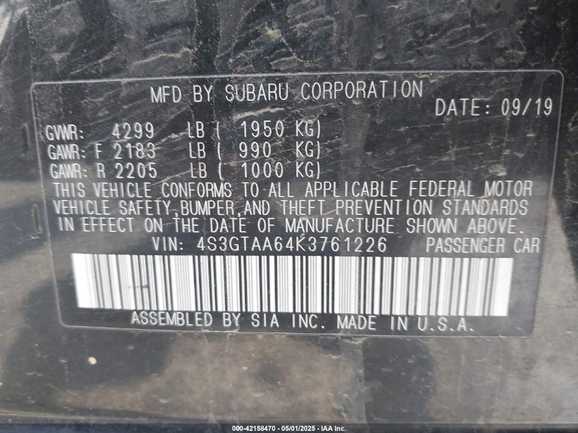 MFD BY SUBARU CORPORATION
DATE: 09/19
GVWR: 4299 LB ( 1950 KG)
GAWR: F 2183 LB ( 990 KG)
GAWR: R 2205 LB ( 1000 KG)
THIS VEHICLE CONFORMS TO ALL APPLICABLE FEDERAL MOTOR
VEHICLE SAFETY,BUMPER,AND THEFT PREVENTION STANDARDS
IN EFFECT ON THE DATE OF MANUFACTURE SHOWN ABOVE.
VIN: 4S3GTAA64K3761226 PASSENGER CAR
ASSEMBLED BY SIA INC. MADE IN U.S.A.
000-42158470 - 05/01/2025 - IAA Inc.